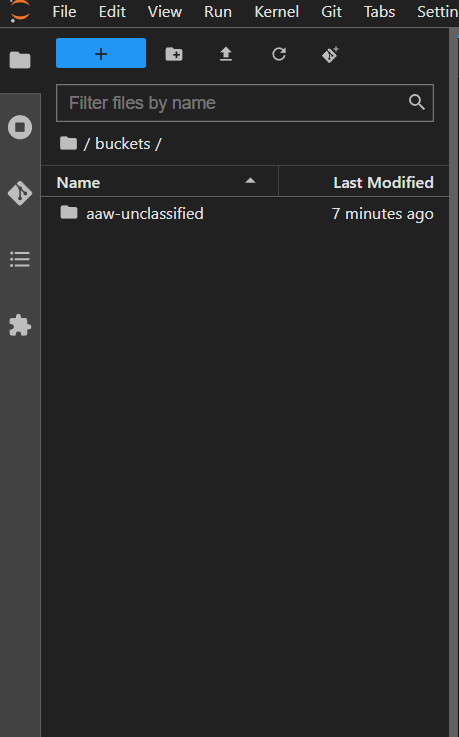 File Edit View Run Kernel Git Tabs Settin
Filter files by name
/ buckets /
Name Last Modified
aaw-unclassified 7 minutes ago